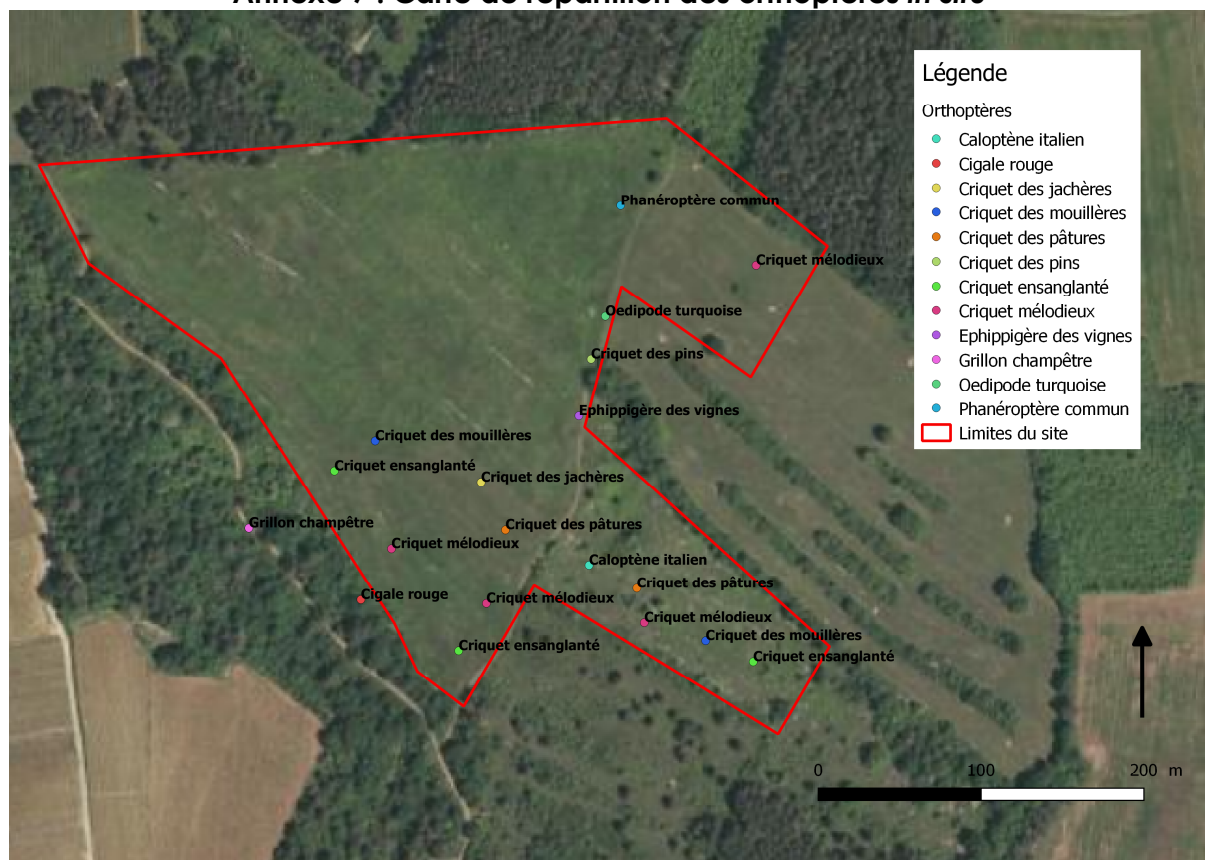 Légende
Orthoptères
Caloptène italien
Cigale rouge
Criquet des jachères
Criquet des mouillères
Criquet des pâtures
Criquet des pins
Criquet ensanglanté
Criquet mélodieux
Ephippigère des vignes
Grillon champêtre
Oedipode turquoise
Phanéroptère commun
Limites du site
Phanéroptère commun
Criquet mélodieux
Oedipode turquoise
Criquet des pins
Ephippigère des vignes
Criquet des mouillères
Criquet ensanglanté
Criquet des jachères
Grillon champêtre
Criquet des pâtures
Criquet mélodieux
Caloptène italien
Criquet des pâtures
Cigale rouge
Criquet mélodieux
Criquet mélodieux
Criquet des mouillères
Criquet ensanglanté
Criquet ensanglanté
0 100 200 m